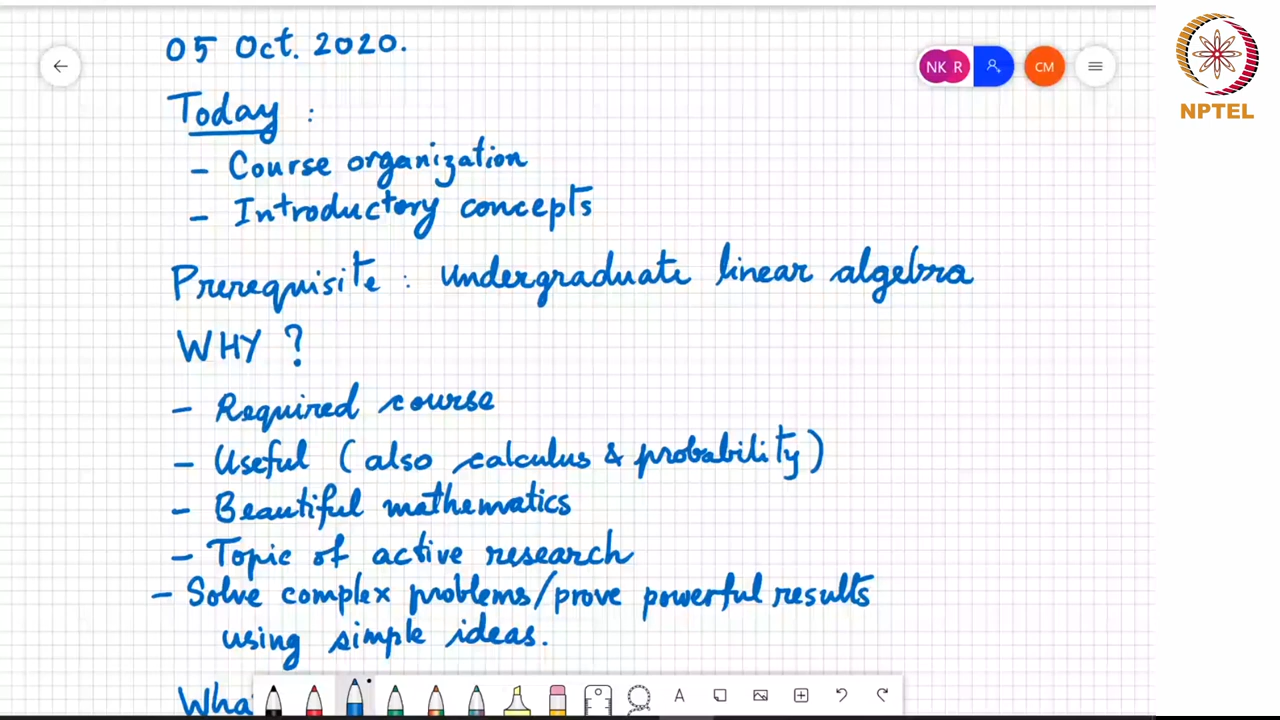 05 Oct. 2020.
NK R CM
NPTEL
Today :
- Course organization
- Introductory concepts
Prerequisite : undergraduate linear algebra
WHY ?
- Required course
- Useful (also calculus & probability)
- Beautiful mathematics
- Topic of active research
- Solve complex problems/prove powerful results
using simple ideas.
Wha
A